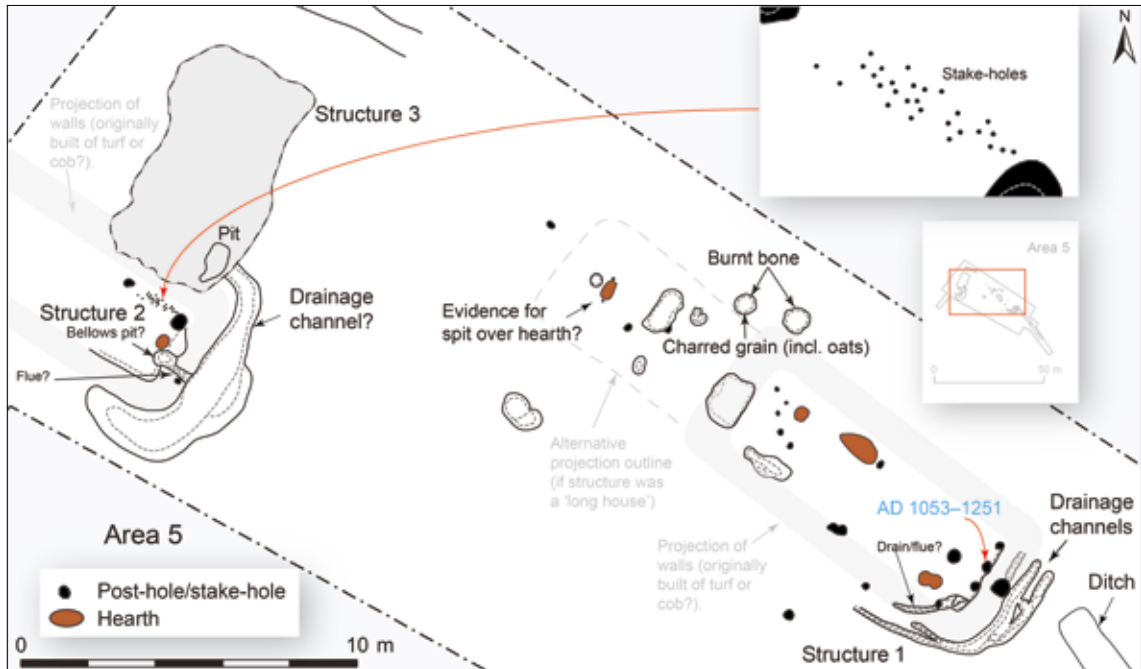 N
Stake-holes
Projection of
walls (originally
built of turf or
cob?).
Structure 3
Pit
Structure 2
Bellows pit?
Flue?
Drainage
channel?
Evidence for
spit over hearth?
Burnt bone
Charred grain (incl. oats)
Area 5
0
50 m
Alternative
projection outline
(if structure was
a ‘long house’)
Projection of
walls (originally
built of turf or
cob?).
AD 1053–1251
Drain/flue?
Drainage
channels
Ditch
Structure 1
Area 5
Post-hole/stake-hole
Hearth
0
10 m